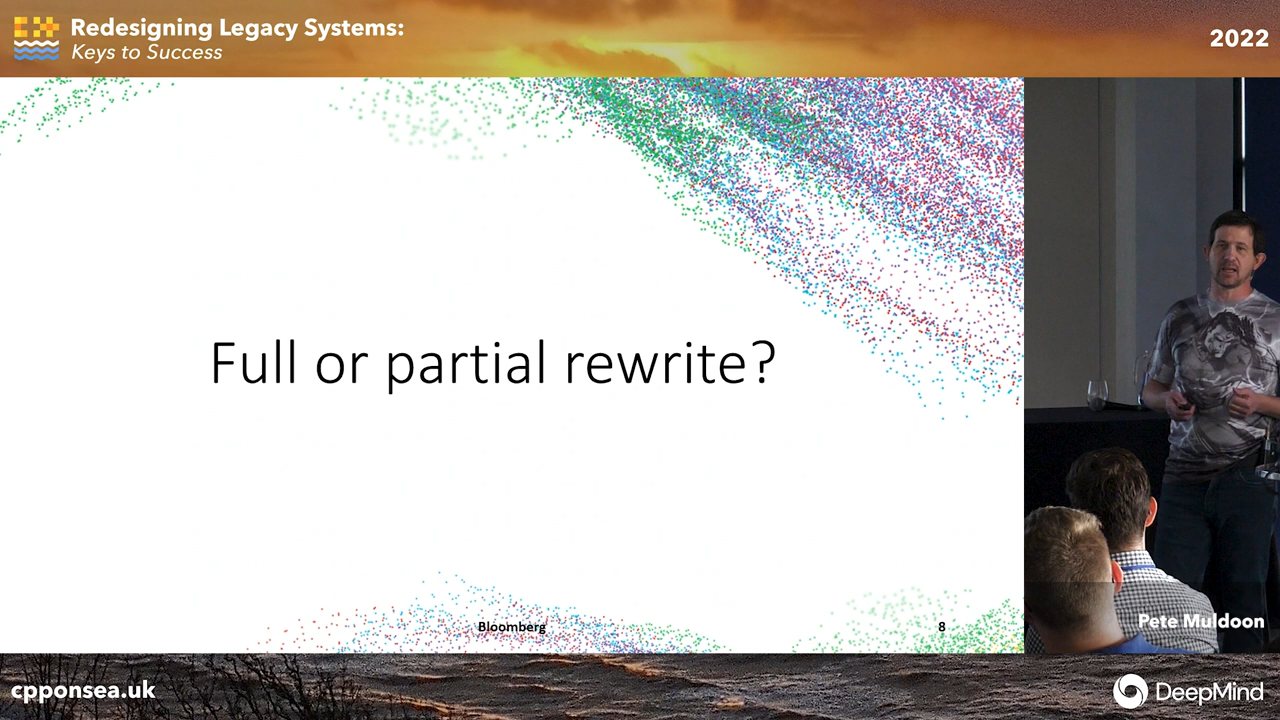 Redesigning Legacy Systems:
Keys to Success
2022
Full or partial rewrite?
Bloomberg
8
Pete Muldoon
cpponsea.uk
DeepMind